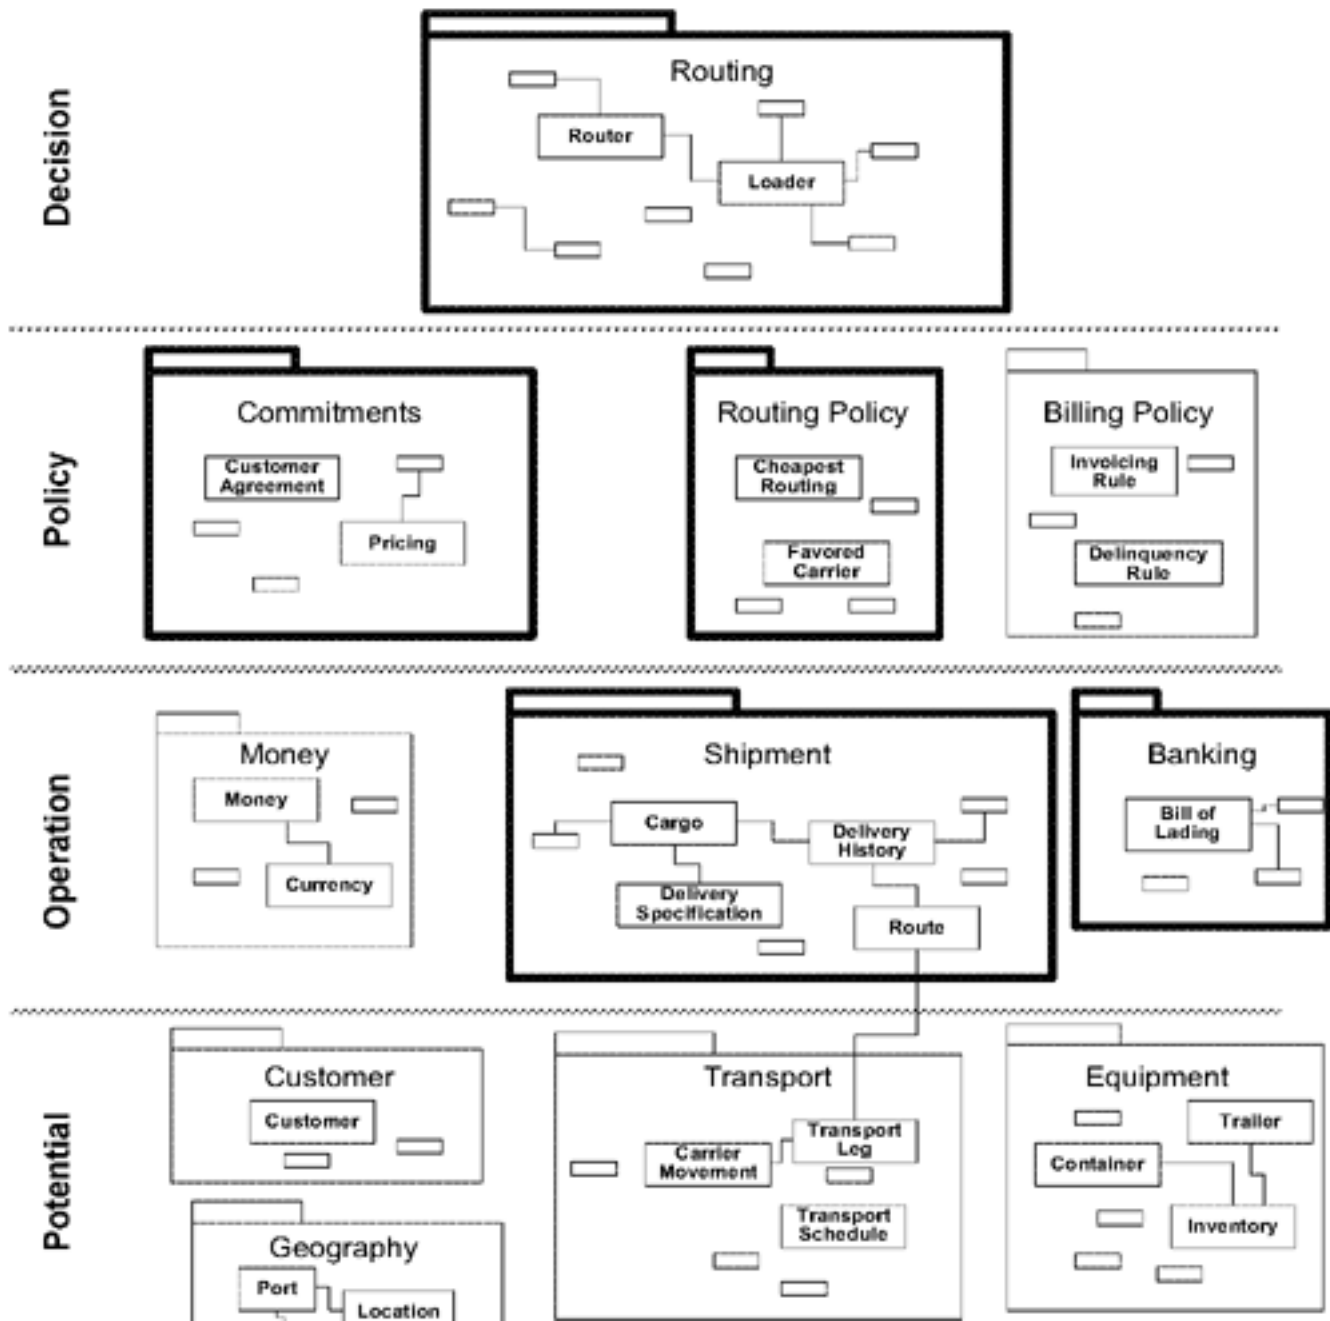 Decision
Routing
Router
Loader
Policy
Commitments
Customer
Agreement
Pricing
Routing Policy
Cheapest
Routing
Favored
Carrier
Billing Policy
Invoicing
Rule
Delinquency
Rule
Operation
Money
Money
Currency
Shipment
Cargo
Delivery
History
Delivery
Specification
Route
Banking
Bill of
Lading
Potential
Customer
Customer
Geography
Port
Location
Transport
Transport
Leg
Carrier
Movement
Transport
Schedule
Equipment
Trailer
Container
Inventory